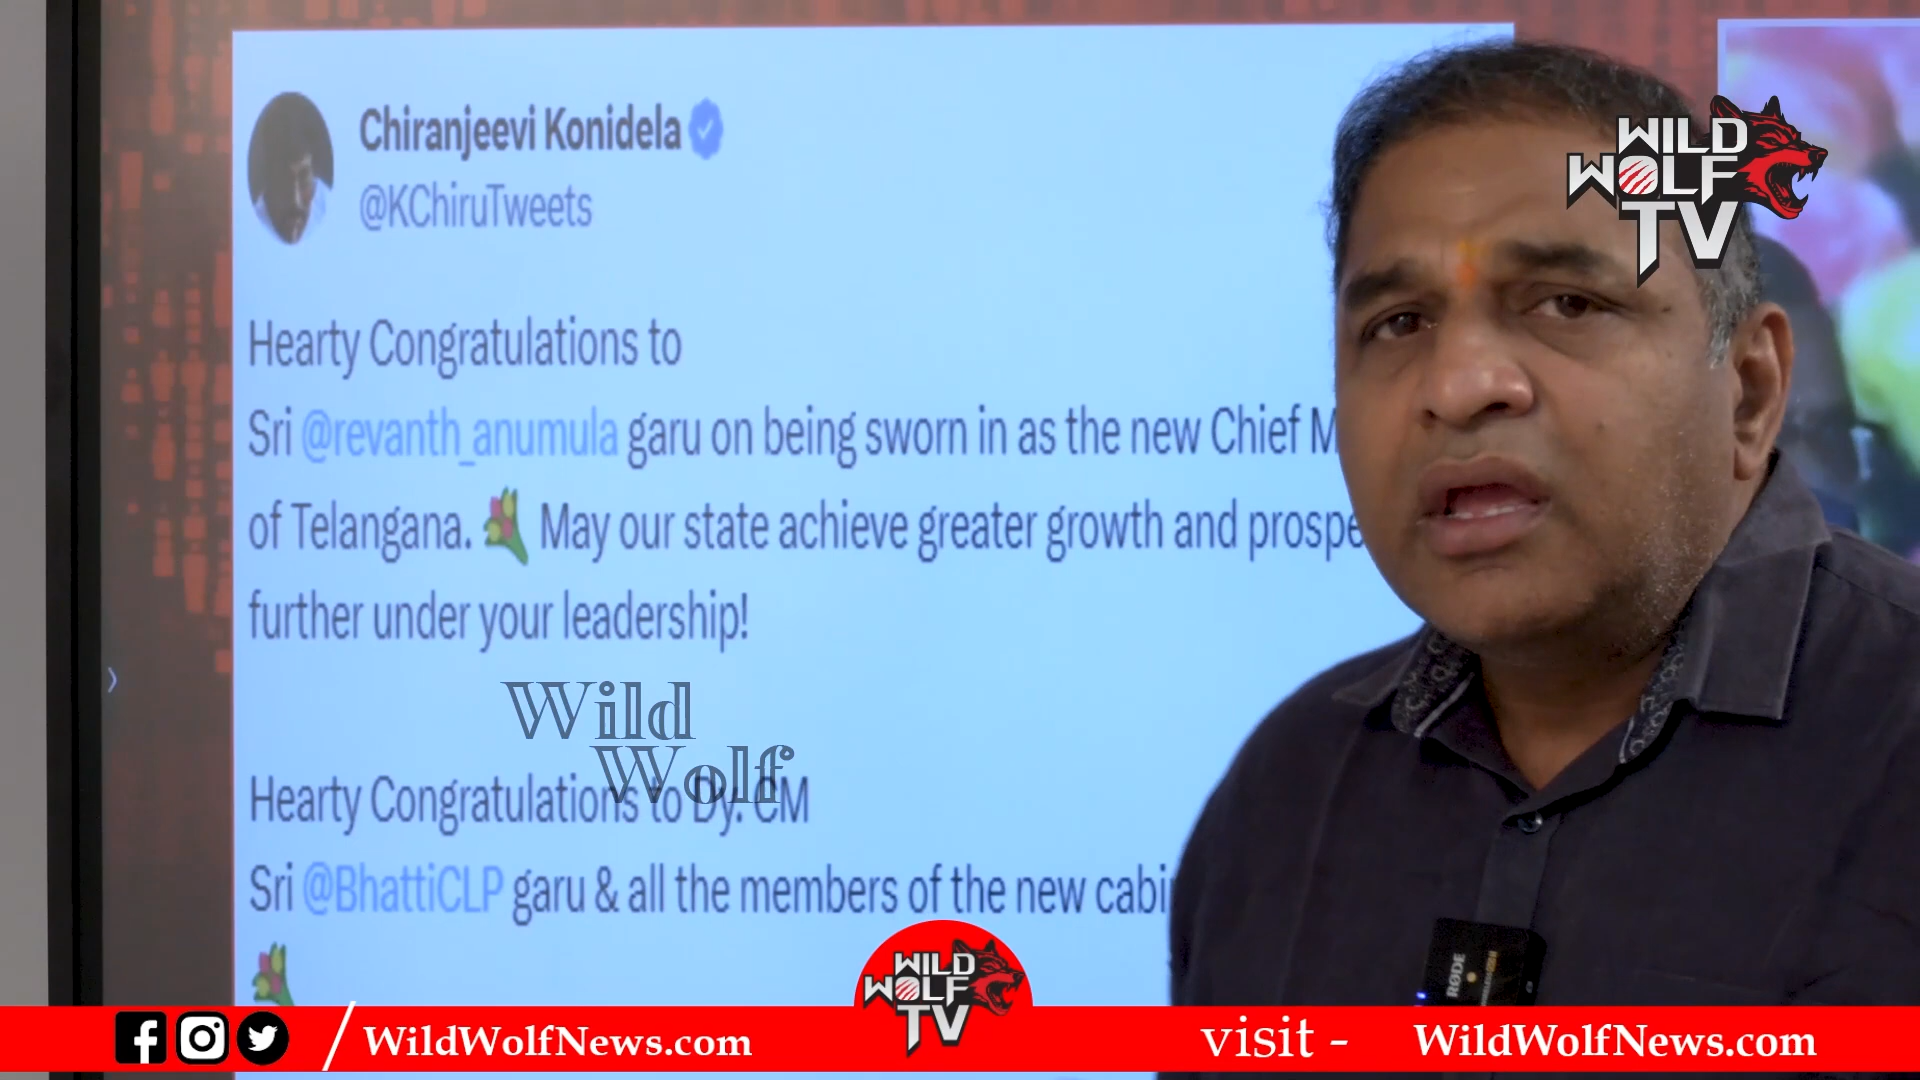 Chiranjeevi Konidela
@KChiruTweets
Hearty Congratulations to
Sri @revanth_anumula garu on being sworn in as the new Chief M
of Telangana. 💐 May our state achieve greater growth and prospe
further under your leadership!
Hearty Congratulations to Dy. CM
Sri @BhattiCLP garu & all the members of the new cabi
💐
Wild
Wolf
WILD
WOLF
TV
RØDE
WILD
WOLF
TV
WildWolfNews.com
visit -
WildWolfNews.com